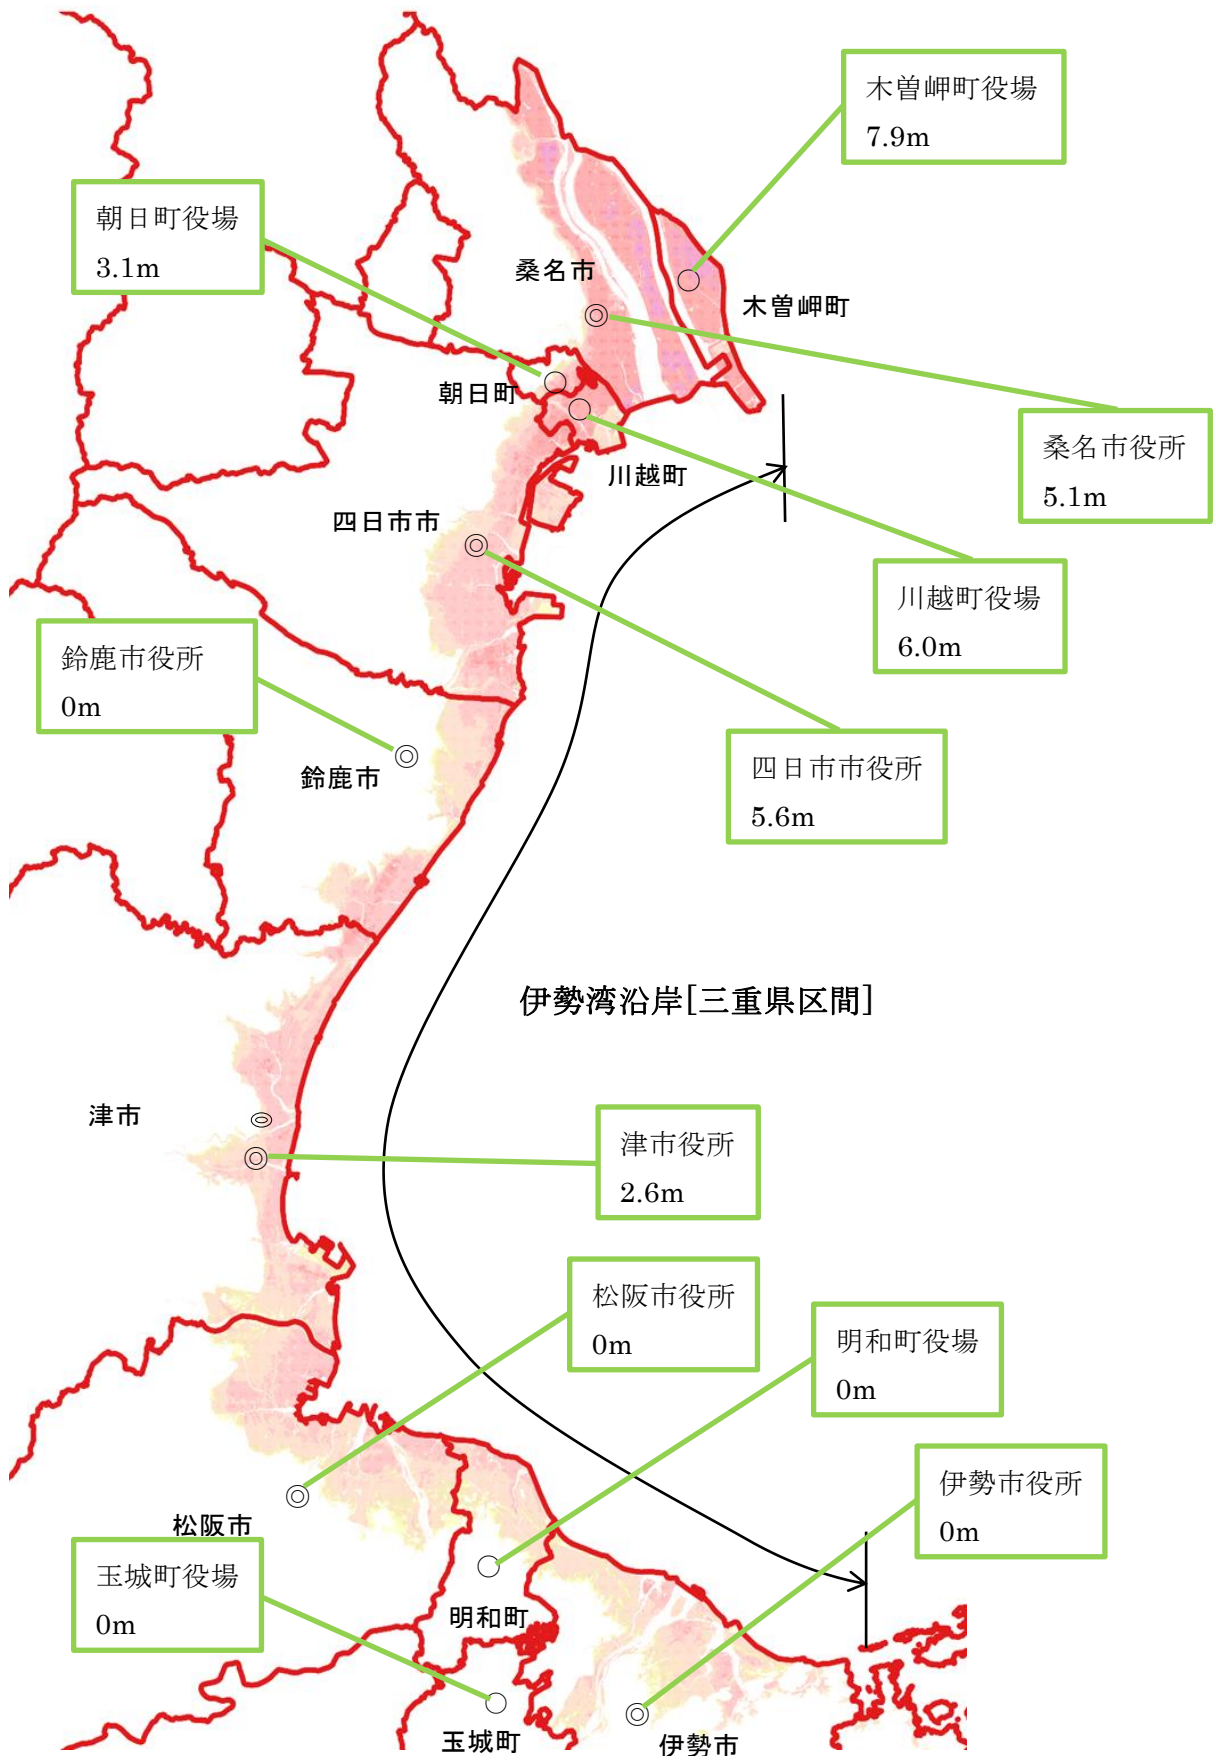 木曽岬町役場
7.9m
朝日町役場
3.1m
桑名市
木曽岬町
朝日町
桑名市役所
5.1m
川越町
四日市市
川越町役場
6.0m
鈴鹿市役所
0m
四日市市役所
5.6m
鈴鹿市
伊勢湾沿岸[三重県区間]
津市
津市役所
2.6m
松阪市役所
0m
明和町役場
0m
伊勢市役所
0m
松阪市
玉城町役場
0m
明和町
玉城町
伊勢市